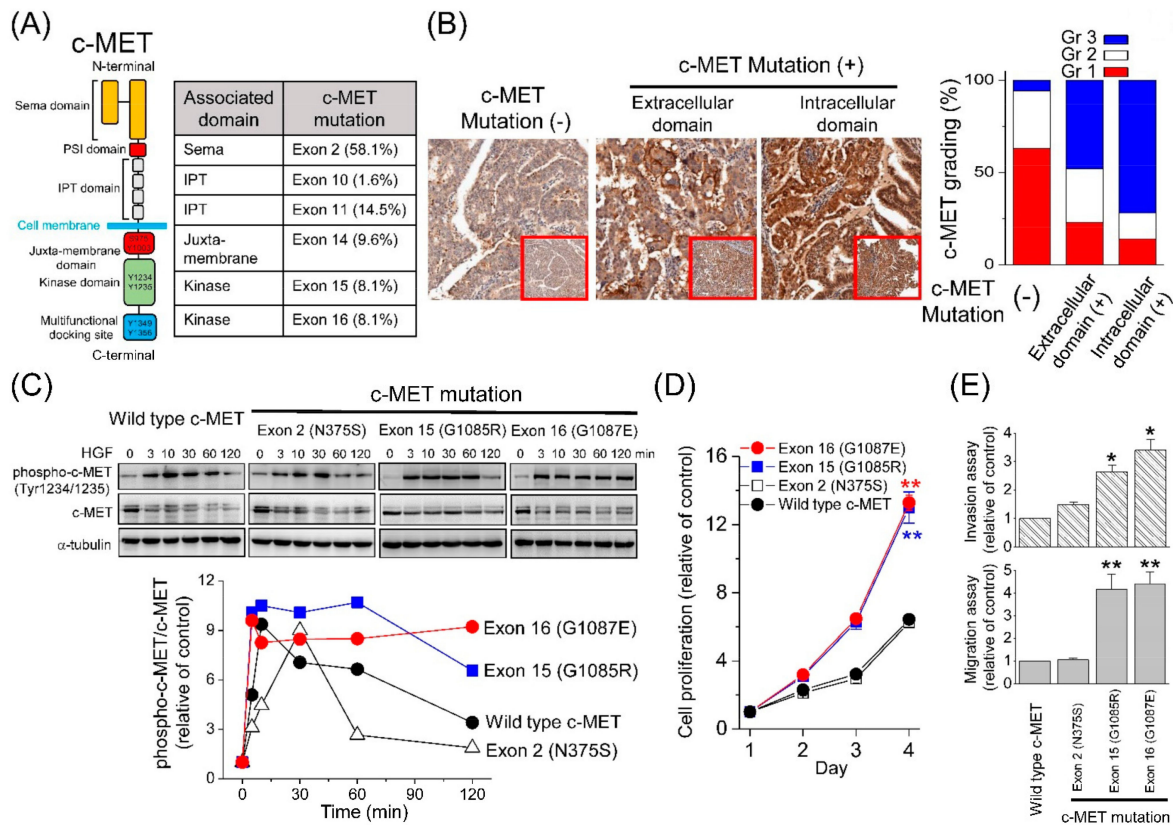 (A)
c-MET
N-terminal
Sema domain
PSI domain
IPT domain
Cell membrane
Juxta-membrane
domain
Kinase domain
Y1234
Y1235
Multifunctional
docking site
Y1349
Y1356
C-terminal
Associated domain
c-MET mutation
Sema
Exon 2 (58.1%)
IPT
Exon 10 (1.6%)
IPT
Exon 11 (14.5%)
Juxta-membrane
Exon 14 (9.6%)
Kinase
Exon 15 (8.1%)
Kinase
Exon 16 (8.1%)
(B)
c-MET
Mutation (-)
c-MET Mutation (+)
Extracellular
domain
Intracellular
domain
Gr 3
Gr 2
Gr 1
100
50
0
c-MET grading (%)
c-MET
Mutation
(-)
Extracellular
domain (+)
Intracellular
domain (+)
(C)
c-MET mutation
Wild type c-MET
Exon 2 (N375S)
Exon 15 (G1085R)
Exon 16 (G1087E)
HGF
0 3 10 30 60 120
0 3 10 30 60 120
0 3 10 30 60 120
0 3 10 30 60 120 min
phospho-c-MET
(Tyr1234/1235)
c-MET
α-tubulin
phospho-c-MET/c-MET
(relative of control)
12
9
6
3
0
Exon 16 (G1087E)
Exon 15 (G1085R)
Wild type c-MET
Exon 2 (N375S)
0 30 60 90 120
Time (min)
(D)
Cell proliferation (relative of control)
16
12
8
4
0
Exon 16 (G1087E)
Exon 15 (G1085R)
Exon 2 (N375S)
Wild type c-MET
**
**
1 2 3 4
Day
(E)
Invasion assay
(relative of control)
4
3
2
1
0
*
*
Migration assay
(relative of control)
5
4
3
2
1
0
**
**
Wild type c-MET
Exon 2 (N375S)
Exon 15 (G1085R)
Exon 16 (G1087E)
c-MET mutation